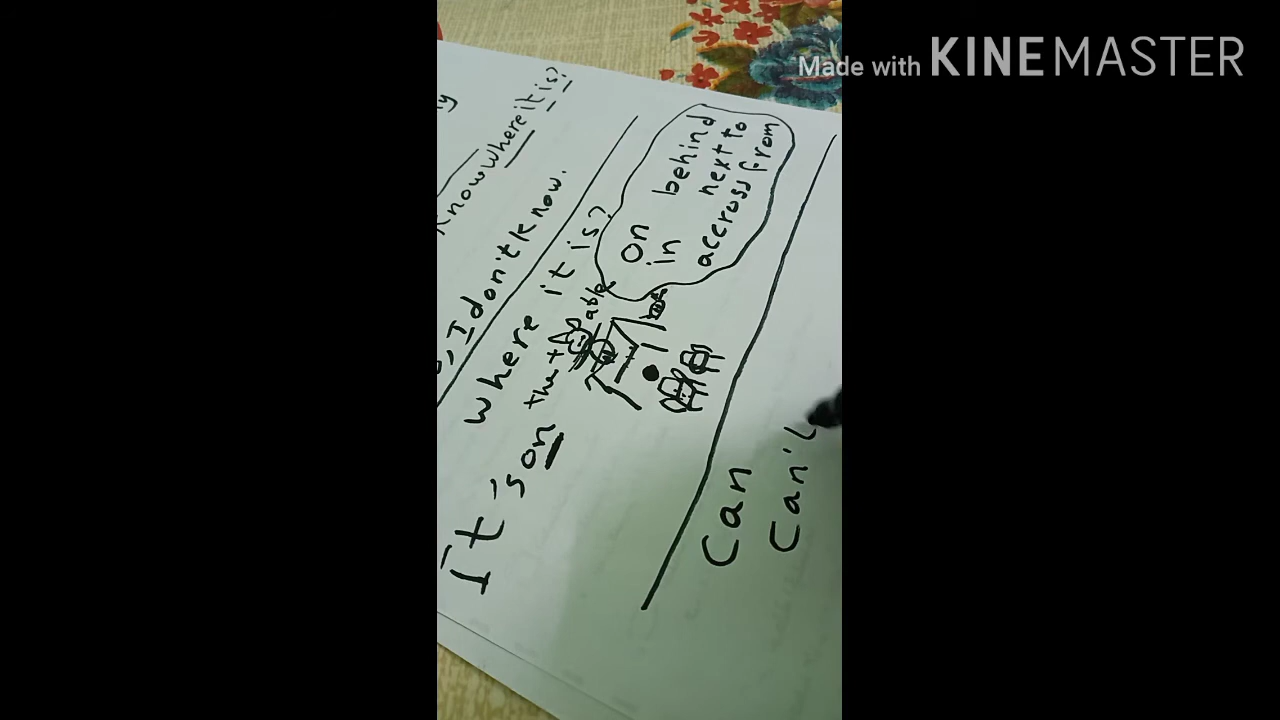 Made with KINEMASTER
know where it is?
, I don't know.
where it is?
It's on the table
on behind
in next to
accross from
Can
Can'